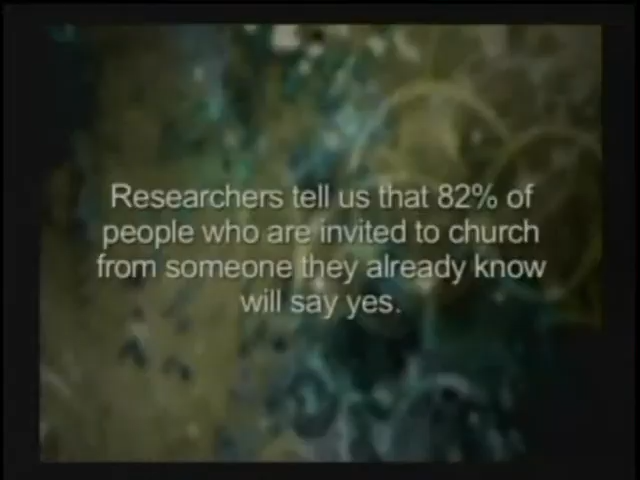 Researchers tell us that 82% of
people who are invited to church
from someone they already know
will say yes.